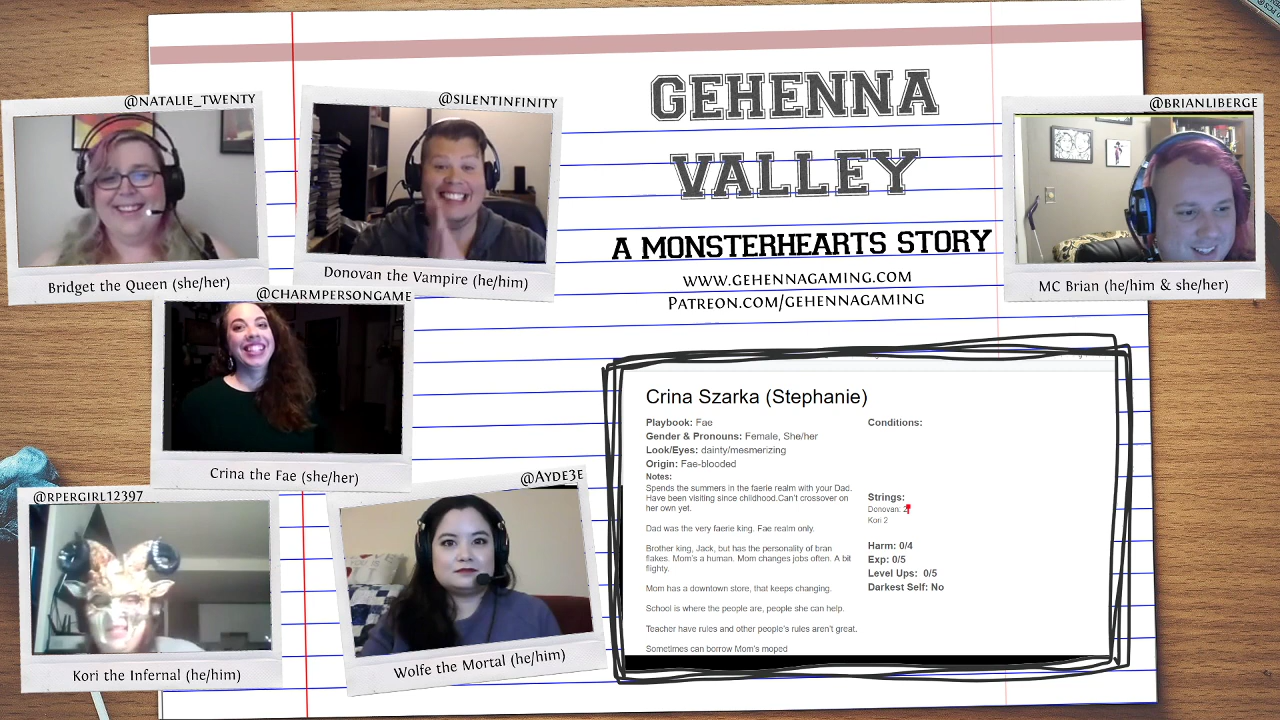 @NATALIE_TWENTY
Bridget the Queen (she/her)
@SILENTINFINITY
Donovan the Vampire (he/him)
GEHENNA
VALLEY
A MONSTERHEARTS STORY
WWW.GEHENNAGAMING.COM
PATREON.COM/GEHENNAGAMING
@BRIANLIBERGE
MC Brian (he/him & she/her)
@CHARMPERSONGAME
Crina the Fae (she/her)
@RPERGIRL12397
Kori the Infernal (he/him)
@AYDE3E
Wolfe the Mortal (he/him)
Crina Szarka (Stephanie)
Playbook: Fae
Gender & Pronouns: Female, She/her
Look/Eyes: dainty/mesmerizing
Origin: Fae-blooded
Notes:
Spends the summers in the faerie realm with your Dad.
Have been visiting since childhood.Can't crossover on
her own yet.
Dad was the very faerie king. Fae realm only.
Brother king, Jack, but has the personality of bran
flakes. Mom's a human. Mom changes jobs often. A bit
flighty.
Mom has a downtown store, that keeps changing.
School is where the people are, people she can help.
Teacher have rules and other people's rules aren't great.
Sometimes can borrow Mom's moped
Conditions:
Strings:
Donovan: 2
Kori 2
Harm: 0/4
Exp: 0/5
Level Ups: 0/5
Darkest Self: No